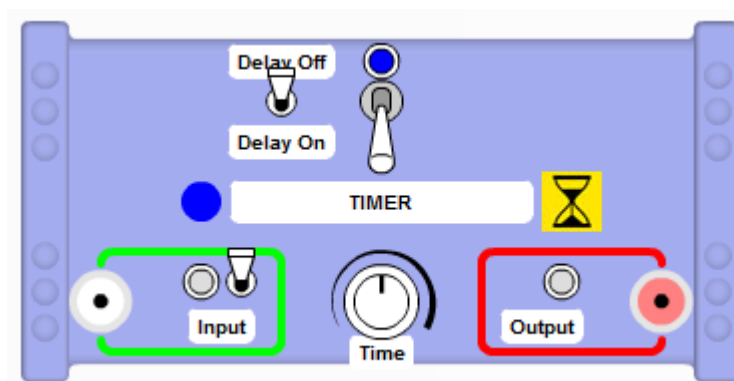 Delay Off
Delay On
TIMER
Input
Time
Output